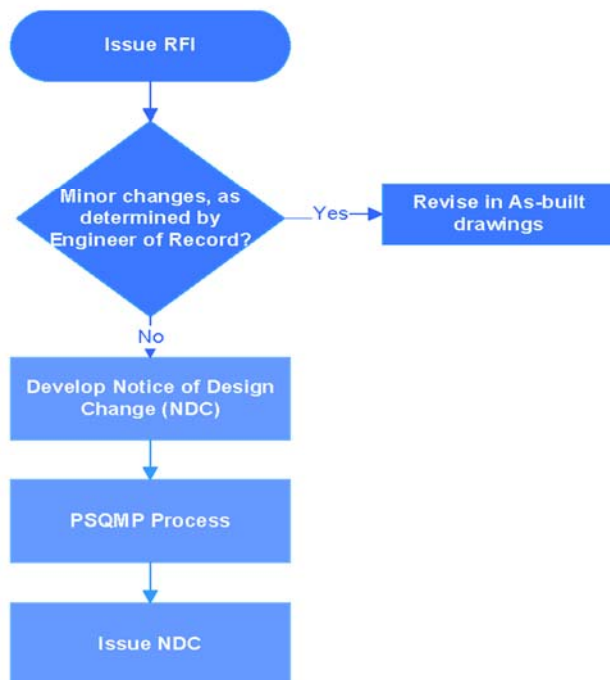 Issue RFI
Minor changes, as
determined by
Engineer of Record?
Yes
Revise in As-built
drawings
No
Develop Notice of Design
Change (NDC)
PSQMP Process
Issue NDC